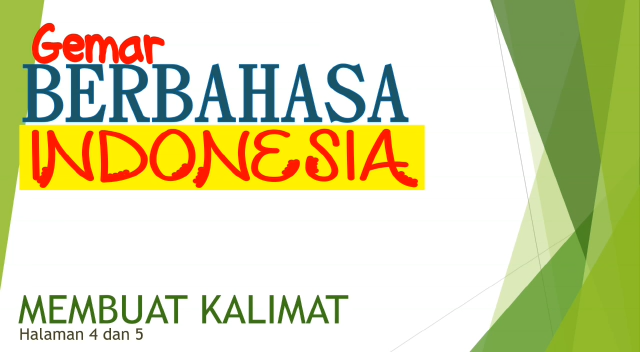 Gemar
BERBAHASA
INDONESIA
MEMBUAT KALIMAT
Halaman 4 dan 5